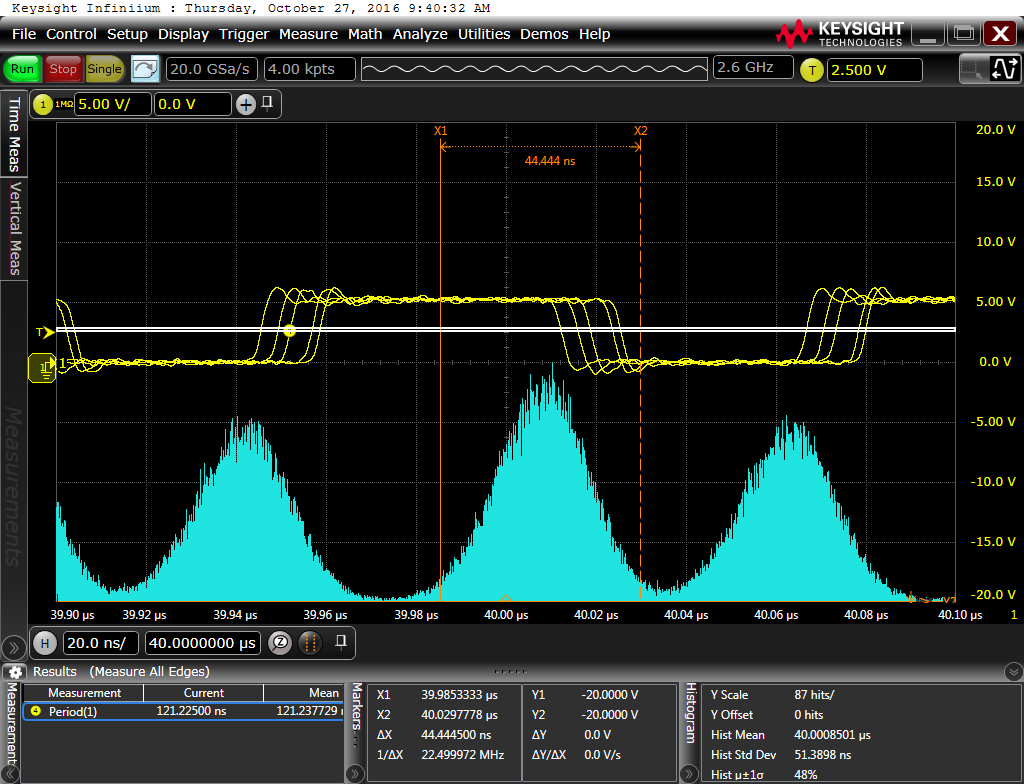 Keysight Infiniium : Thursday, October 27, 2016 9:40:32 AM
File Control Setup Display Trigger Measure Math Analyze Utilities Demos Help
KEYSIGHT
TECHNOLOGIES
Run Stop Single 20.0 GSa/s 4.00 kpts 2.6 GHz T 2.500 V
1 1MΩ 5.00 V/ 0.0 V
Time Meas
Vertical Meas
Measurements
X1 X2
44.444 ns
20.0 V
15.0 V
10.0 V
5.00 V
0.0 V
-5.00 V
-10.0 V
-15.0 V
-20.0 V
T
1
39.90 µs 39.92 µs 39.94 µs 39.96 µs 39.98 µs 40.00 µs 40.02 µs 40.04 µs 40.06 µs 40.08 µs 40.10 µs 1
H 20.0 ns/ 40.0000000 µs Z
Results (Measure All Edges)
Measurement Current Mean
4 Period(1) 121.22500 ns 121.237729
Measurement
Markers...
X1 39.9853333 µs Y1 -20.0000 V
X2 40.0297778 µs Y2 -20.0000 V
ΔX 44.444500 ns ΔY 0.0 V
1/ΔX 22.499972 MHz ΔY/ΔX 0.0 V/s
Histogram
Y Scale 87 hits/
Y Offset 0 hits
Hist Mean 40.0008501 µs
Hist Std Dev 51.3898 ns
Hist µ±1σ 48%